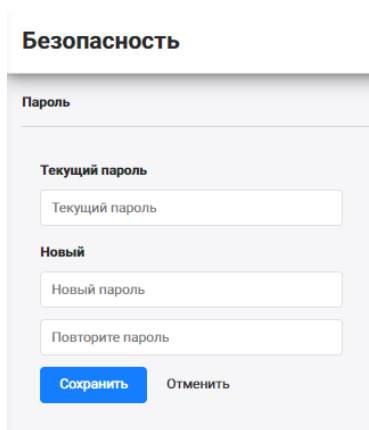 Безопасность
Пароль
Текущий пароль
Текущий пароль
Новый
Новый пароль
Повторите пароль
Сохранить Отменить